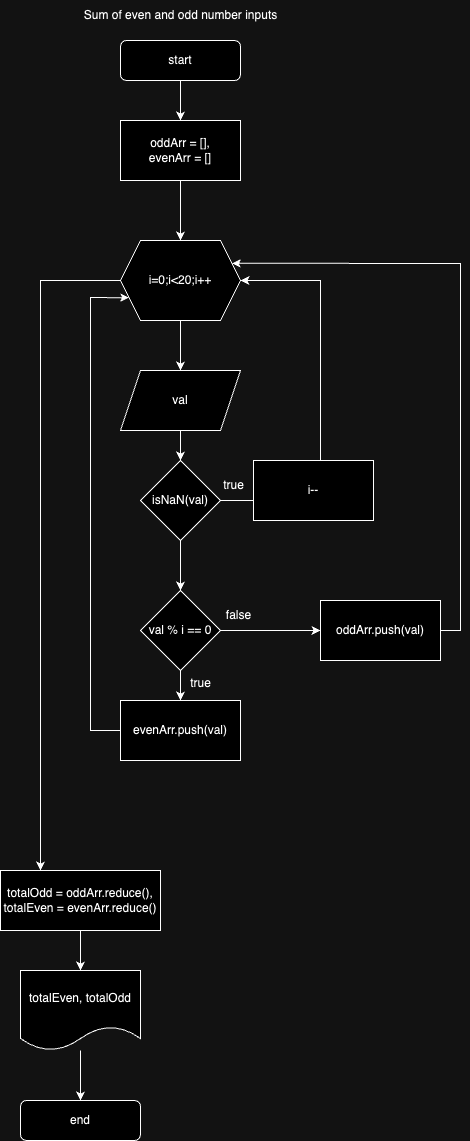 Sum of even and odd number inputs
start
oddArr = [],
evenArr = []
i=0;i<20;i++
val
isNaN(val)
true
i--
val % i == 0
false
oddArr.push(val)
true
evenArr.push(val)
totalOdd = oddArr.reduce(),
totalEven = evenArr.reduce()
totalEven, totalOdd
end